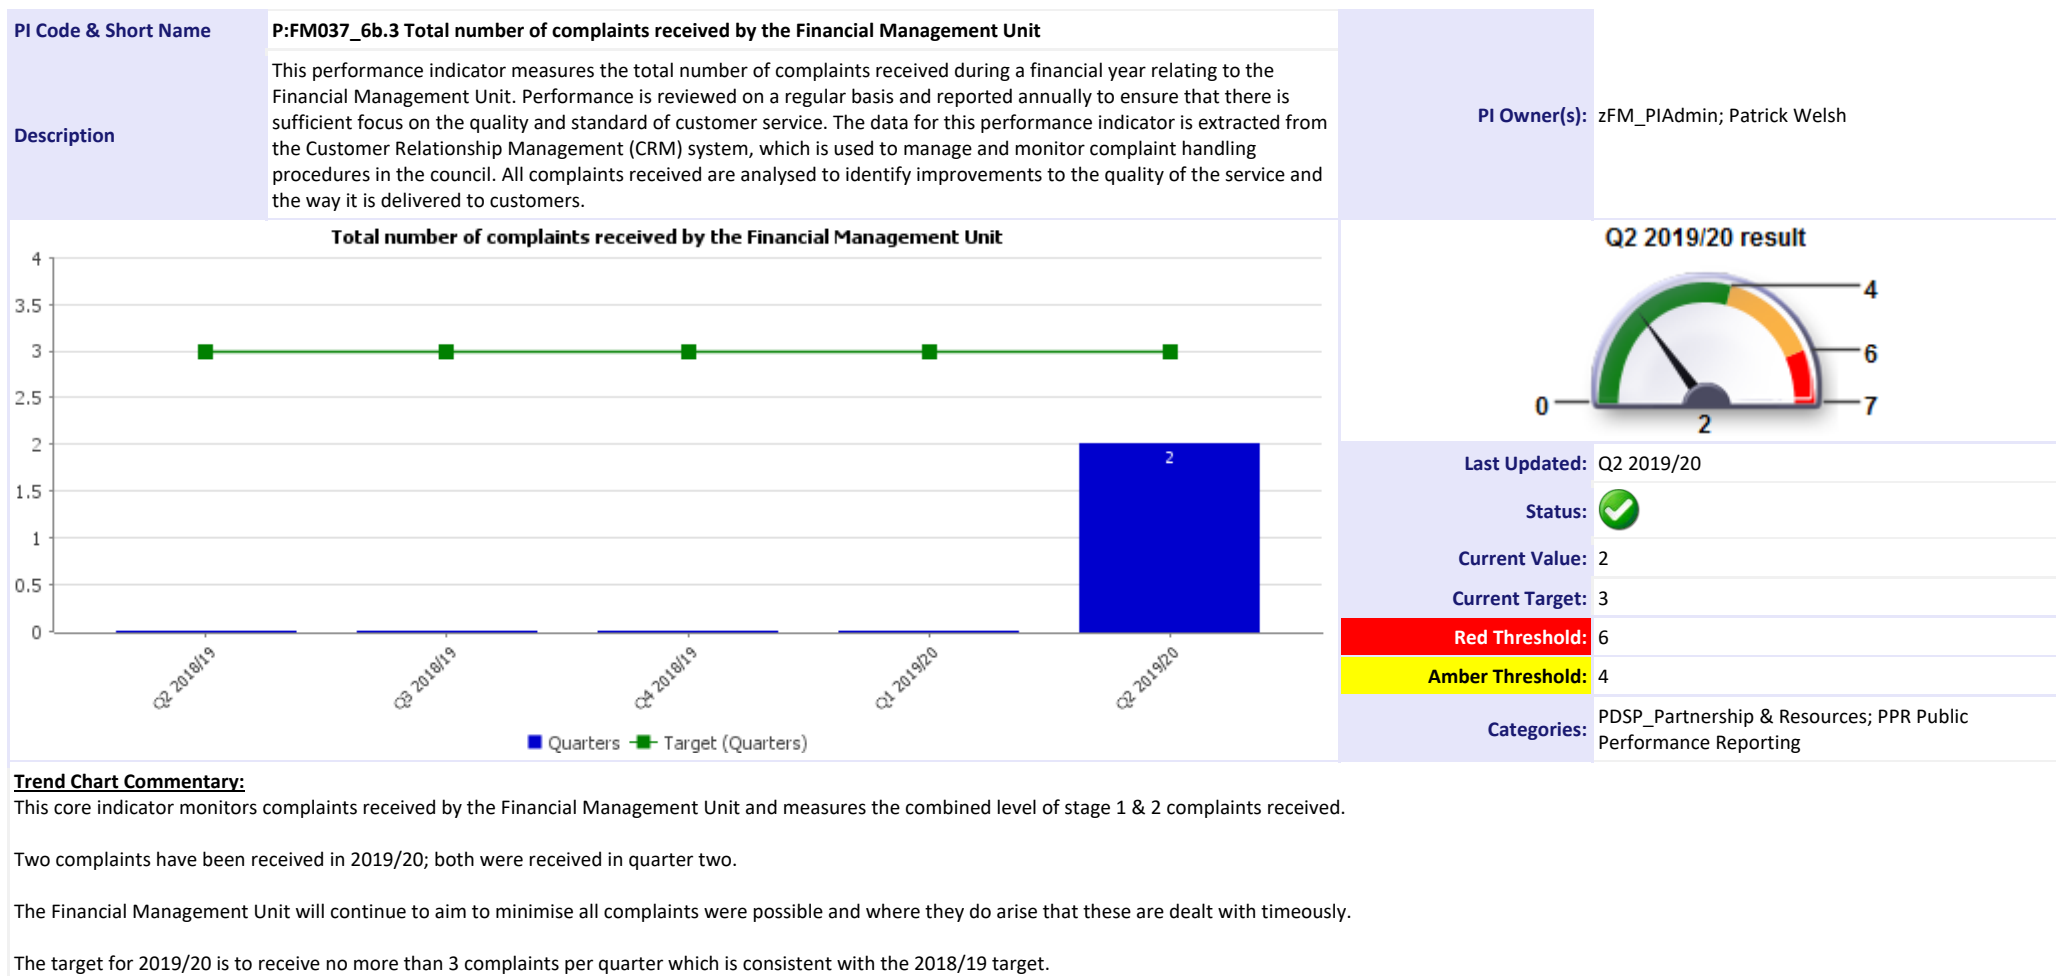 PI Code & Short Name
P:FM037_6b.3 Total number of complaints received by the Financial Management Unit
Description
This performance indicator measures the total number of complaints received during a financial year relating to the
Financial Management Unit. Performance is reviewed on a regular basis and reported annually to ensure that there is
sufficient focus on the quality and standard of customer service. The data for this performance indicator is extracted from
the Customer Relationship Management (CRM) system, which is used to manage and monitor complaint handling
procedures in the council. All complaints received are analysed to identify improvements to the quality of the service and
the way it is delivered to customers.
PI Owner(s): zFM_PIAdmin; Patrick Welsh
Total number of complaints received by the Financial Management Unit
4
3.5
3
2.5
2
1.5
1
0.5
0
2
Q2 2018/19
Q3 2018/19
Q4 2018/19
Q1 2019/20
Q2 2019/20
Quarters
Target (Quarters)
Q2 2019/20 result
0
4
6
7
2
Last Updated: Q2 2019/20
Status:
Current Value: 2
Current Target: 3
Red Threshold: 6
Amber Threshold: 4
Categories: PDSP_Partnership & Resources; PPR Public
Performance Reporting
Trend Chart Commentary:
This core indicator monitors complaints received by the Financial Management Unit and measures the combined level of stage 1 & 2 complaints received.
Two complaints have been received in 2019/20; both were received in quarter two.
The Financial Management Unit will continue to aim to minimise all complaints were possible and where they do arise that these are dealt with timeously.
The target for 2019/20 is to receive no more than 3 complaints per quarter which is consistent with the 2018/19 target.